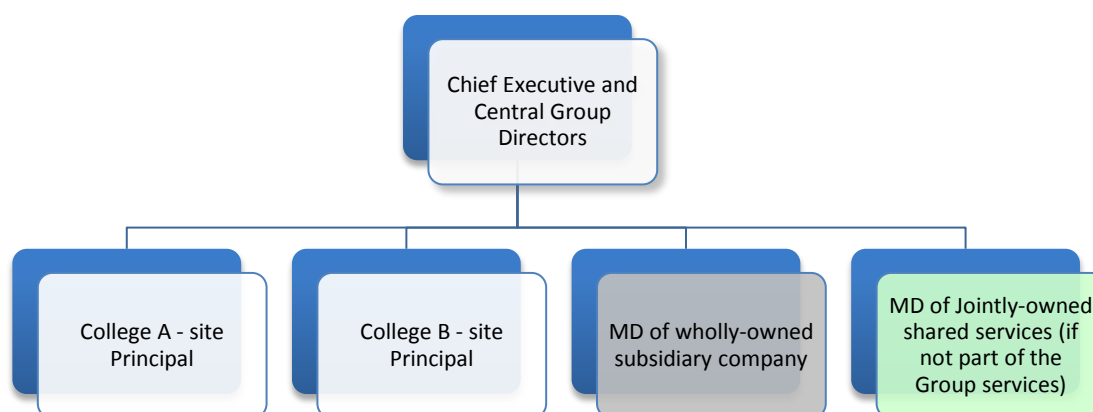 Chief Executive and
Central Group
Directors
College A - site
Principal
College B - site
Principal
MD of wholly-owned
subsidiary company
MD of Jointly-owned
shared services (if
not part of the
Group services)